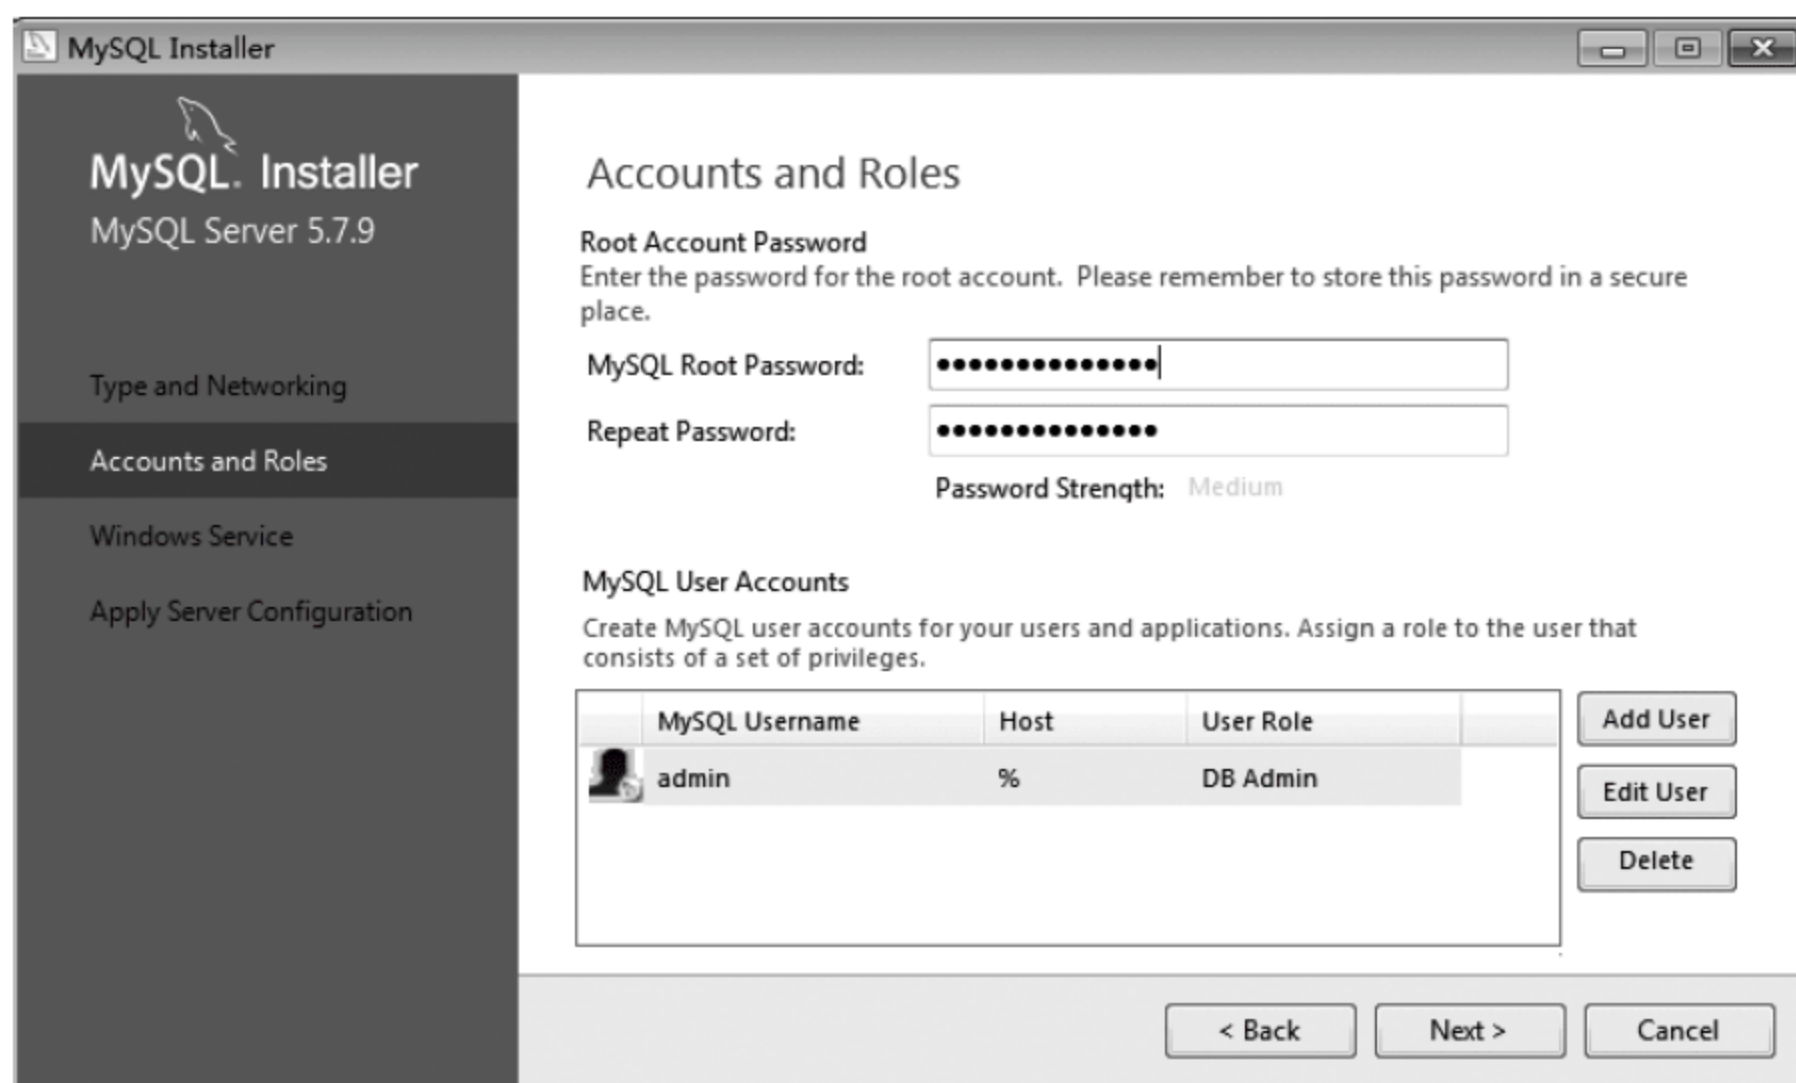 MySQL Installer
MySQL. Installer
MySQL Server 5.7.9
Type and Networking
Accounts and Roles
Windows Service
Apply Server Configuration
Accounts and Roles
Root Account Password
Enter the password for the root account.  Please remember to store this password in a secure
place.
MySQL Root Password: ●●●●●●●●●●●●●●
Repeat Password: ●●●●●●●●●●●●●●
Password Strength: Medium
MySQL User Accounts
Create MySQL user accounts for your users and applications. Assign a role to the user that
consists of a set of privileges.
MySQL Username Host User Role
admin % DB Admin
Add User
Edit User
Delete
< Back Next > Cancel